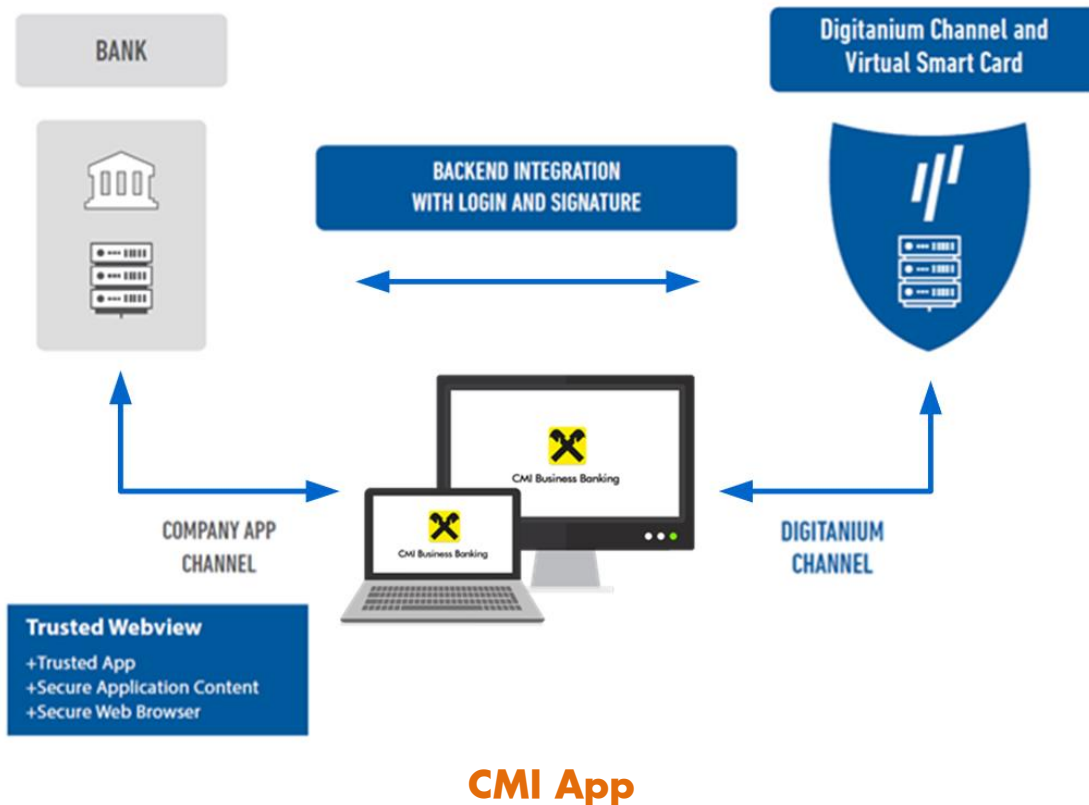 BANK
Digitanium Channel and
Virtual Smart Card
BACKEND INTEGRATION
WITH LOGIN AND SIGNATURE
CMI Business Banking
CMI Business Banking
COMPANY APP
CHANNEL
DIGITANIUM
CHANNEL
Trusted Webview
+Trusted App
+Secure Application Content
+Secure Web Browser
CMI App